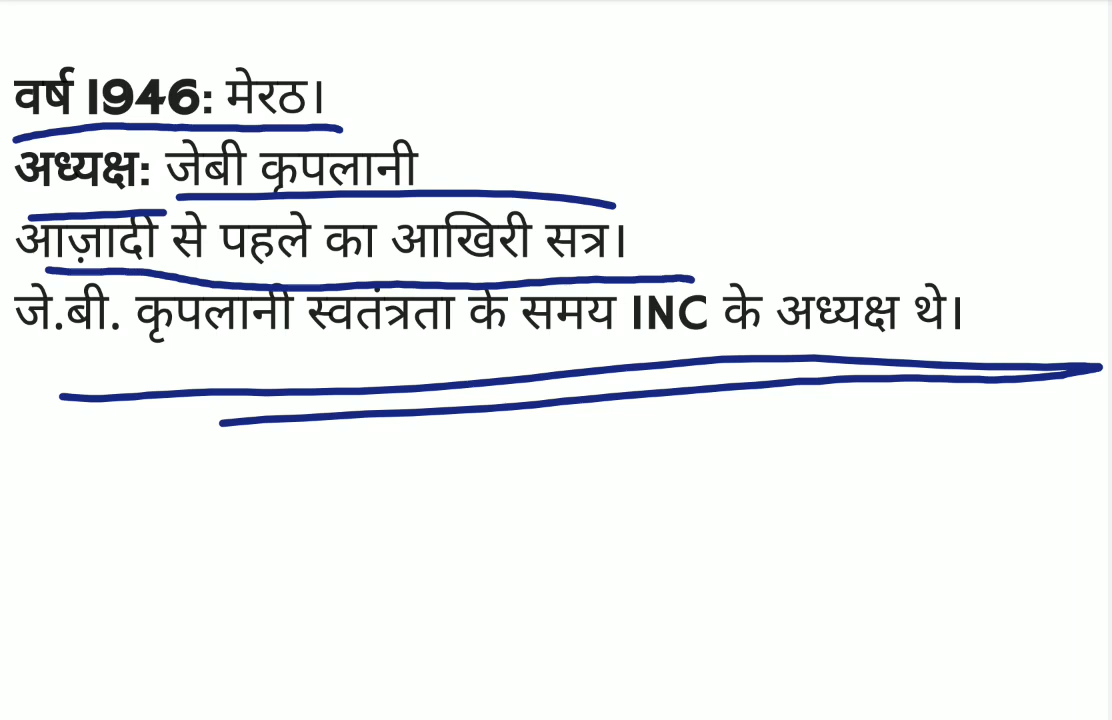 वर्ष 1946: मेरठ।
अध्यक्ष: जेबी कृपलानी
आज़ादी से पहले का आखिरी सत्र।
जे.बी. कृपलानी स्वतंत्रता के समय INC के अध्यक्ष थे।